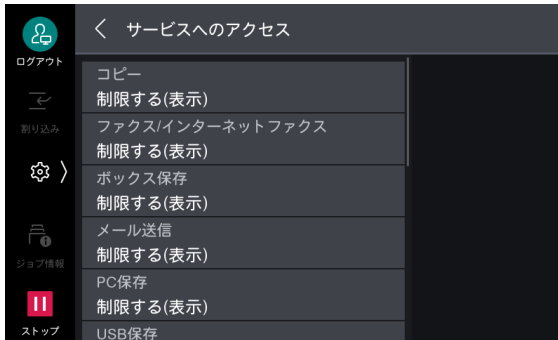 サービスへのアクセス
ログアウト
割り込み
ジョブ情報
ストップ
コピー
制限する(表示)
ファクス/インターネットファクス
制限する(表示)
ボックス保存
制限する(表示)
メール送信
制限する(表示)
PC保存
制限する(表示)
USB保存